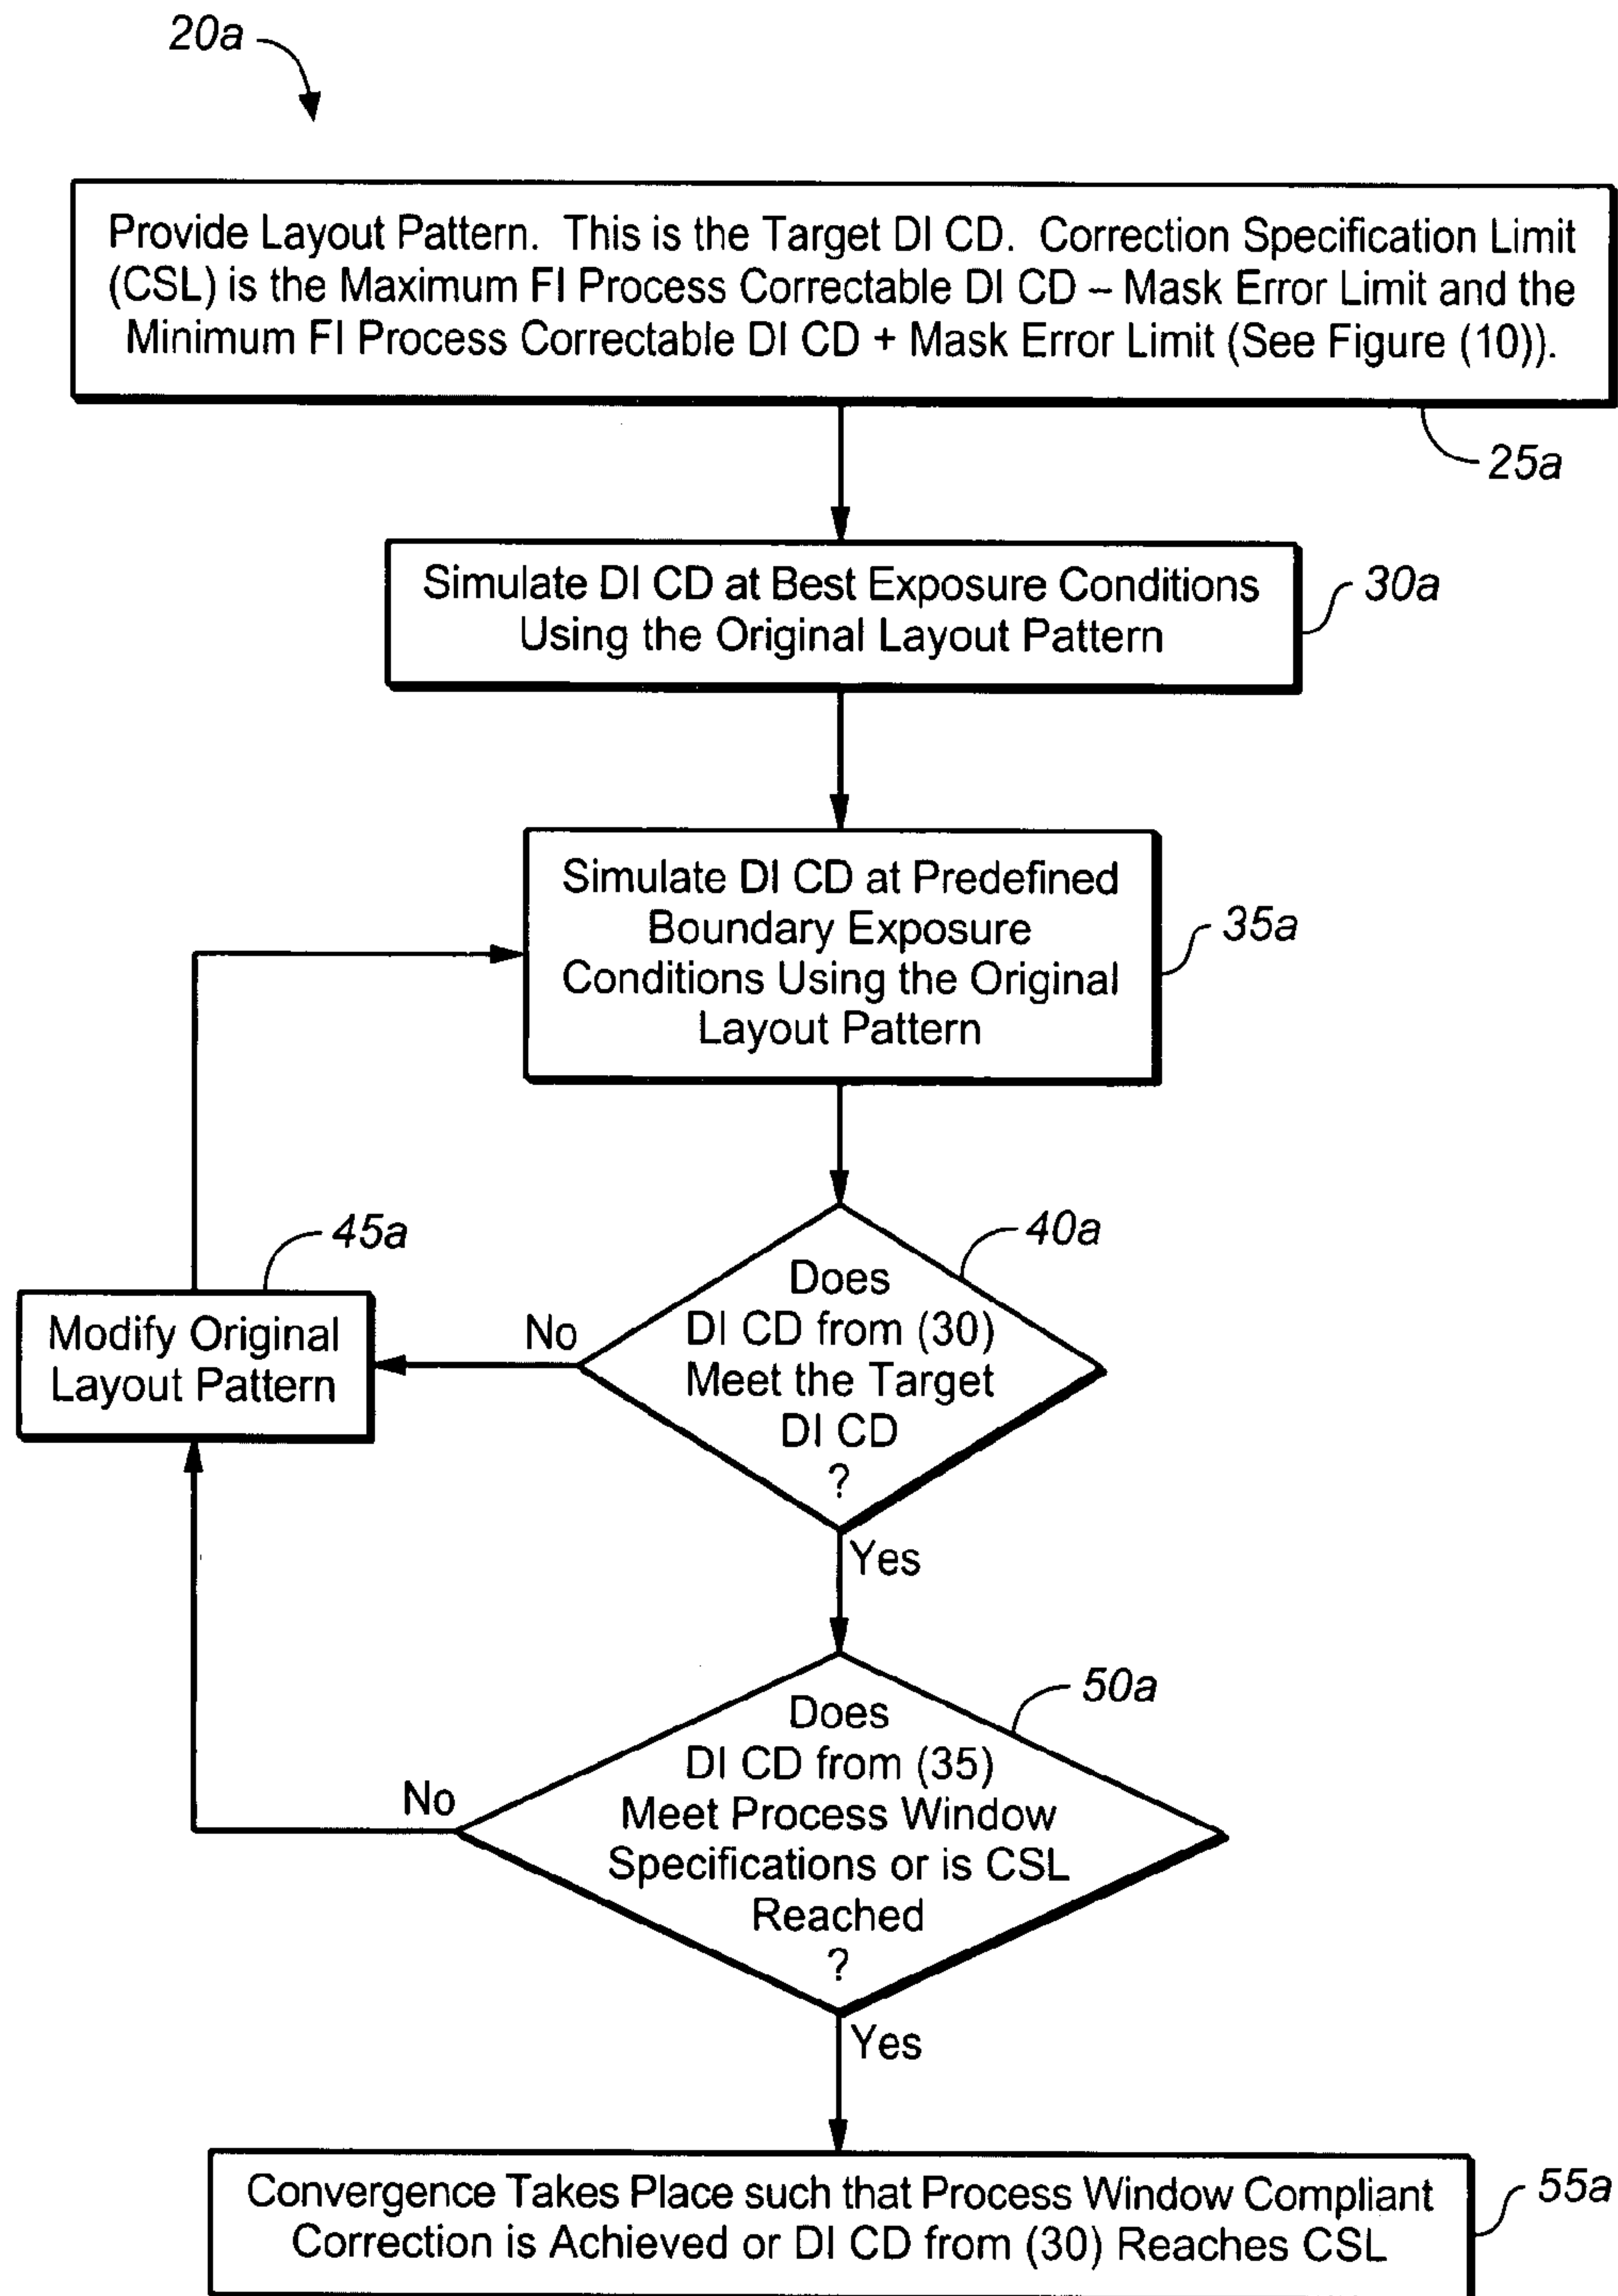 20a
Provide Layout Pattern. This is the Target DI CD. Correction Specification Limit
(CSL) is the Maximum FI Process Correctable DI CD – Mask Error Limit and the
Minimum FI Process Correctable DI CD + Mask Error Limit (See Figure (10)).
25a
Simulate DI CD at Best Exposure Conditions
Using the Original Layout Pattern
30a
Simulate DI CD at Predefined
Boundary Exposure
Conditions Using the Original
Layout Pattern
35a
45a
Modify Original
Layout Pattern
No
40a
Does
DI CD from (30)
Meet the Target
DI CD
?
Yes
50a
No
Does
DI CD from (35)
Meet Process Window
Specifications or is CSL
Reached
?
Yes
Convergence Takes Place such that Process Window Compliant
Correction is Achieved or DI CD from (30) Reaches CSL
55a